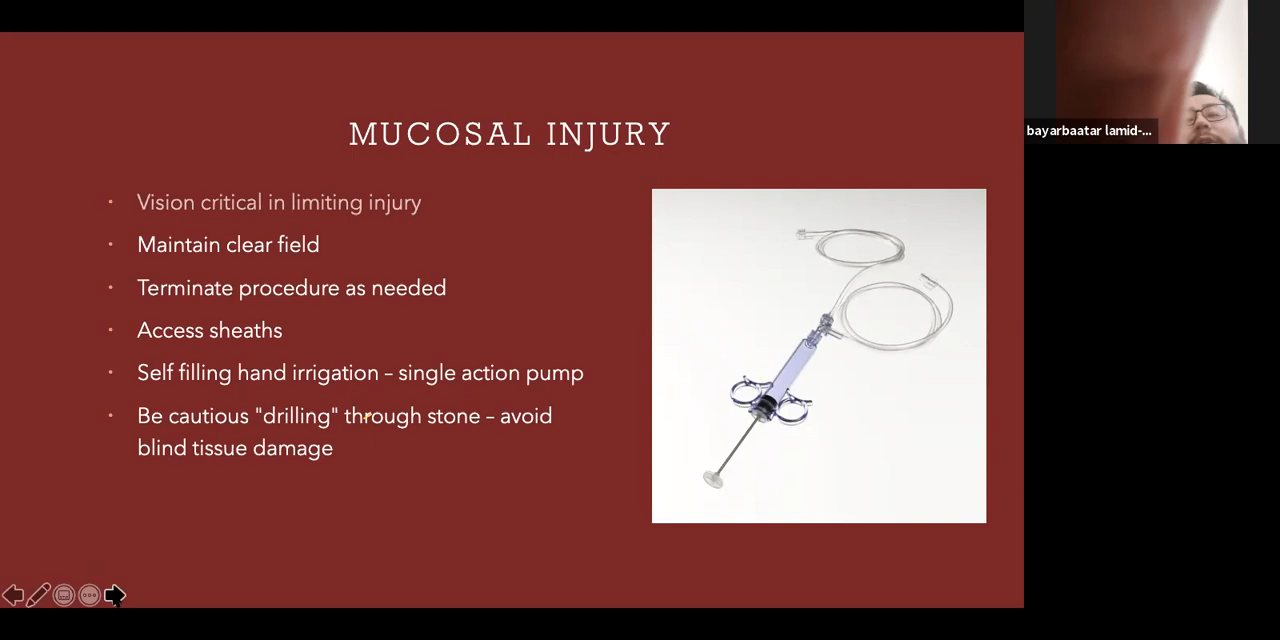 MUCOSAL INJURY
• Vision critical in limiting injury
• Maintain clear field
• Terminate procedure as needed
• Access sheaths
• Self filling hand irrigation – single action pump
• Be cautious "drilling" through stone – avoid
blind tissue damage
bayarbaatar lamid-...